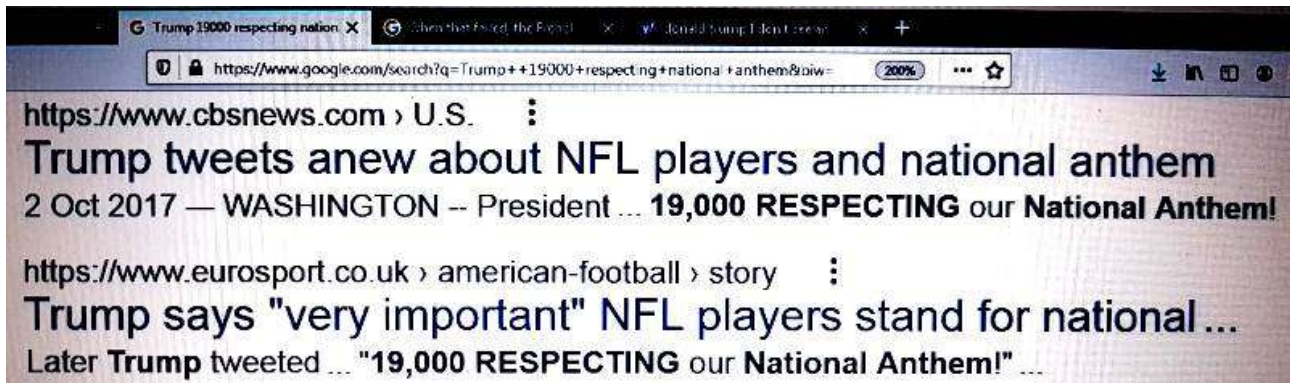 Trump 19000 respecting nation X
https://www.google.com/search?q=Trump++19000+respecting+national+anthem&biw= 200%
https://www.cbsnews.com › U.S.
Trump tweets anew about NFL players and national anthem
2 Oct 2017 — WASHINGTON -- President ... 19,000 RESPECTING our National Anthem!
https://www.eurosport.co.uk › american-football › story
Trump says "very important" NFL players stand for national ...
Later Trump tweeted ... "19,000 RESPECTING our National Anthem!" ...